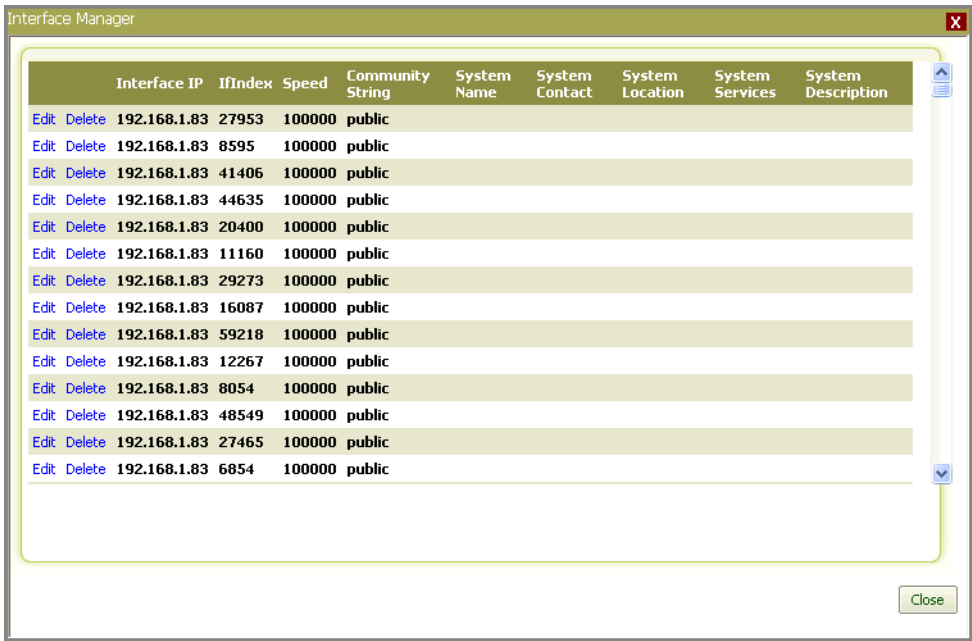 Interface Manager
X
Interface IP IfIndex Speed Community String System Name System Contact System Location System Services System Description
Edit Delete 192.168.1.83 27953 100000 public
Edit Delete 192.168.1.83 8595 100000 public
Edit Delete 192.168.1.83 41406 100000 public
Edit Delete 192.168.1.83 44635 100000 public
Edit Delete 192.168.1.83 20400 100000 public
Edit Delete 192.168.1.83 11160 100000 public
Edit Delete 192.168.1.83 29273 100000 public
Edit Delete 192.168.1.83 16087 100000 public
Edit Delete 192.168.1.83 59218 100000 public
Edit Delete 192.168.1.83 12267 100000 public
Edit Delete 192.168.1.83 8054 100000 public
Edit Delete 192.168.1.83 48549 100000 public
Edit Delete 192.168.1.83 27465 100000 public
Edit Delete 192.168.1.83 6854 100000 public
Close